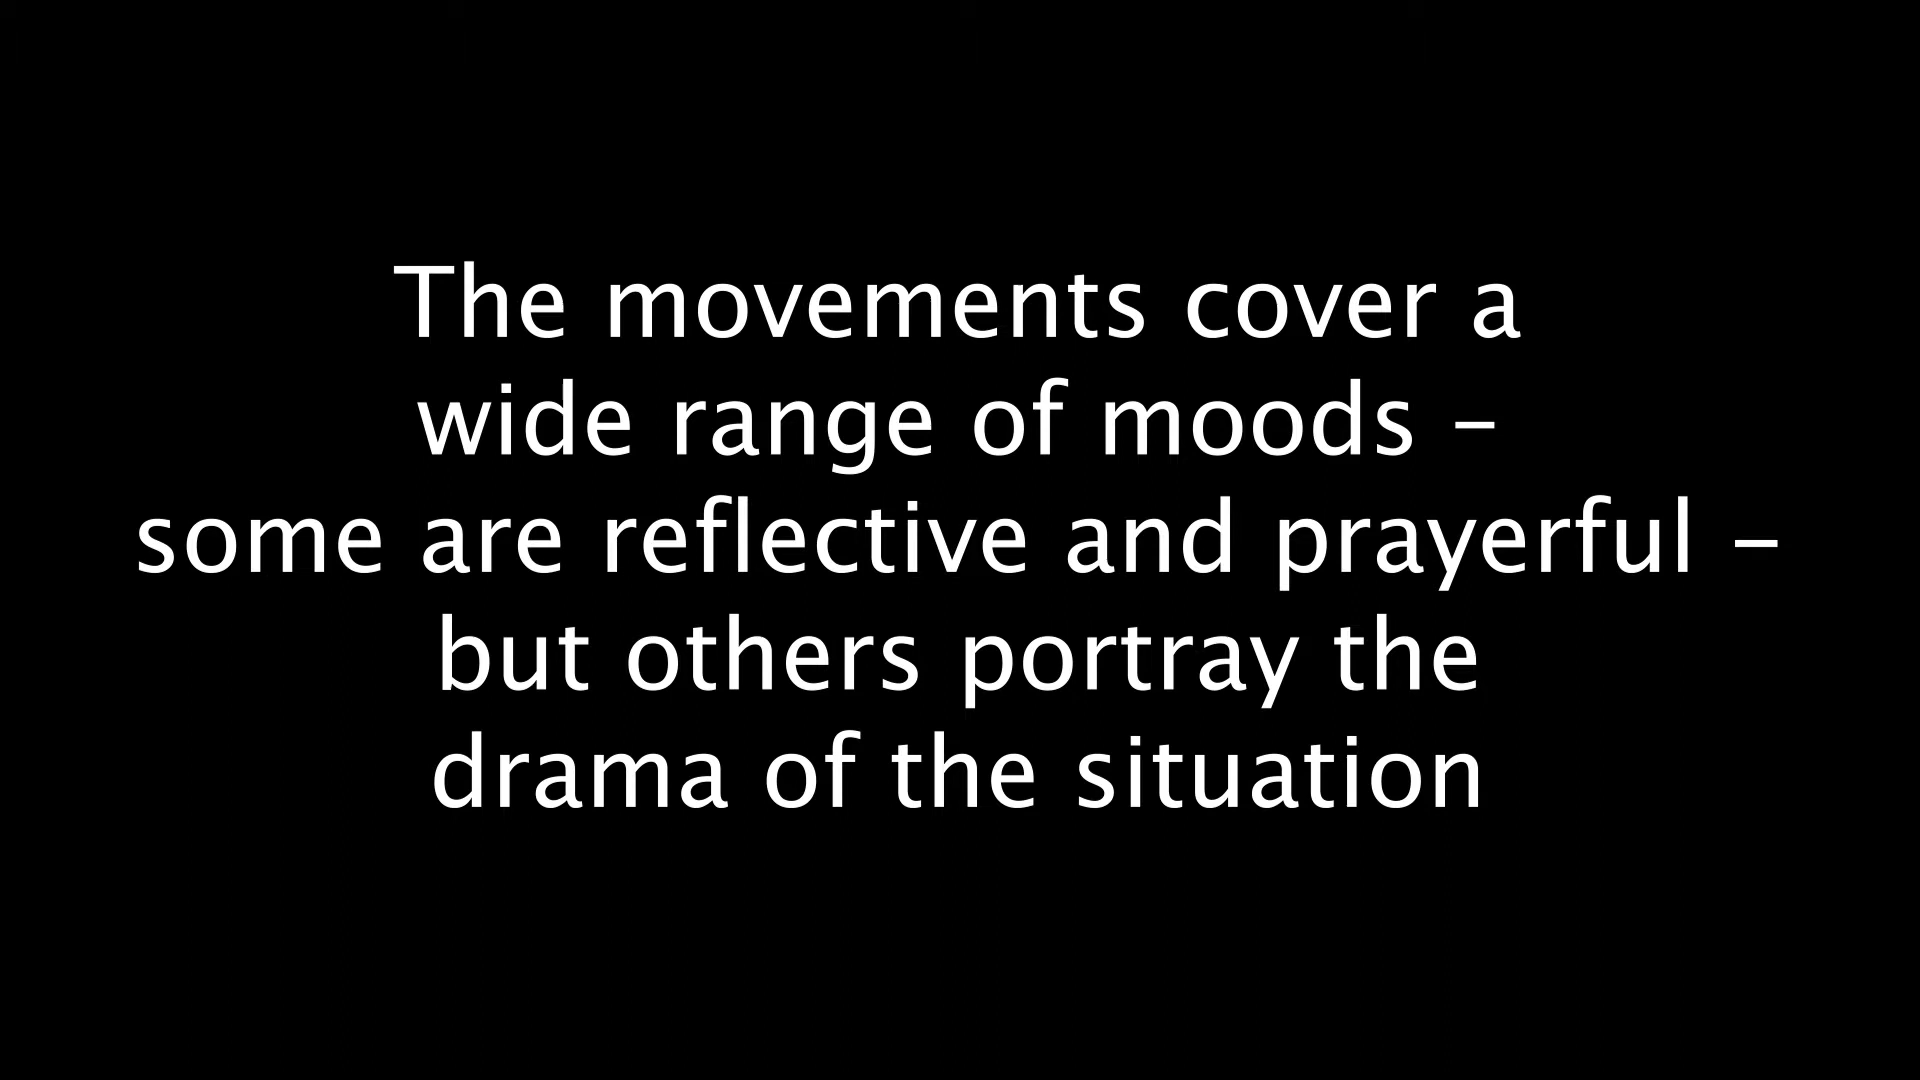 The movements cover a
wide range of moods –
some are reflective and prayerful –
but others portray the
drama of the situation